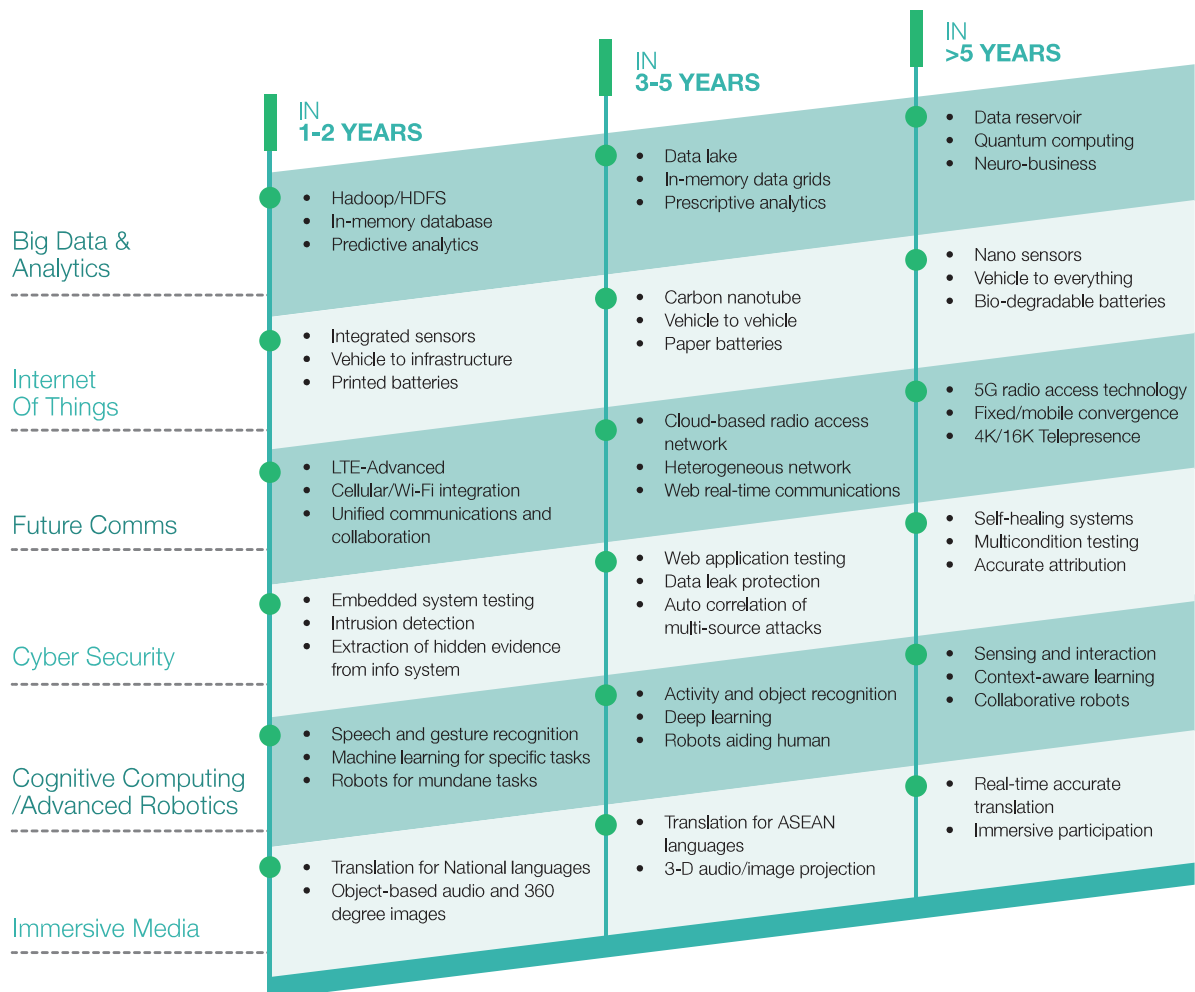 IN
1-2 YEARS
IN
3-5 YEARS
IN
>5 YEARS
Big Data &
Analytics
• Hadoop/HDFS
• In-memory database
• Predictive analytics
• Data lake
• In-memory data grids
• Prescriptive analytics
• Data reservoir
• Quantum computing
• Neuro-business
Internet
Of Things
• Integrated sensors
• Vehicle to infrastructure
• Printed batteries
• Carbon nanotube
• Vehicle to vehicle
• Paper batteries
• Nano sensors
• Vehicle to everything
• Bio-degradable batteries
Future Comms
• LTE-Advanced
• Cellular/Wi-Fi integration
• Unified communications and
collaboration
• Cloud-based radio access
network
• Heterogeneous network
• Web real-time communications
• 5G radio access technology
• Fixed/mobile convergence
• 4K/16K Telepresence
Cyber Security
• Embedded system testing
• Intrusion detection
• Extraction of hidden evidence
from info system
• Web application testing
• Data leak protection
• Auto correlation of
multi-source attacks
• Self-healing systems
• Multicondition testing
• Accurate attribution
Cognitive Computing
/Advanced Robotics
• Speech and gesture recognition
• Machine learning for specific tasks
• Robots for mundane tasks
• Activity and object recognition
• Deep learning
• Robots aiding human
• Sensing and interaction
• Context-aware learning
• Collaborative robots
Immersive Media
• Translation for National languages
• Object-based audio and 360
degree images
• Translation for ASEAN
languages
• 3-D audio/image projection
• Real-time accurate
translation
• Immersive participation